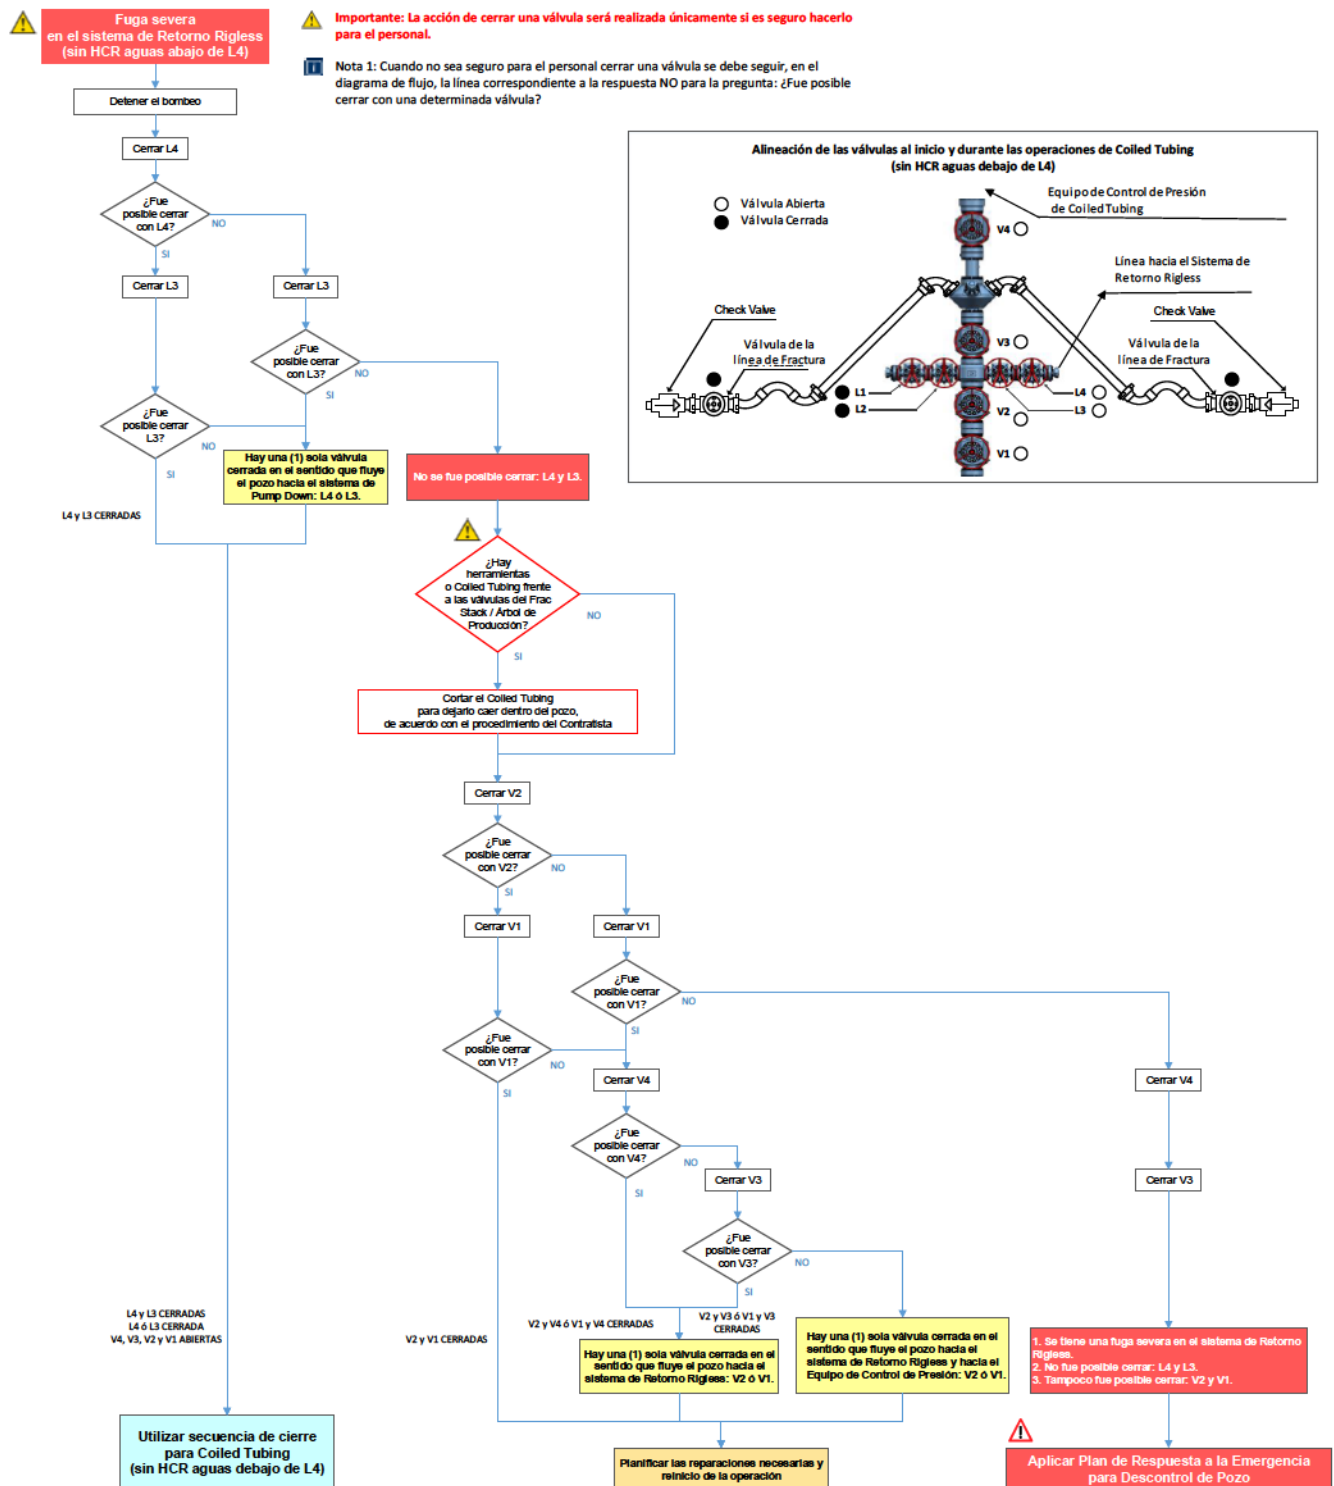 Fuga severa
en el sistema de Retorno Rigless
(sin HCR aguas abajo de L4)
Importante: La acción de cerrar una válvula será realizada únicamente si es seguro hacerlo
para el personal.
Nota 1: Cuando no sea seguro para el personal cerrar una válvula se debe seguir, en el
diagrama de flujo, la línea correspondiente a la respuesta NO para la pregunta: ¿Fue posible
cerrar con una determinada válvula?
Detener el bombeo
Cerrar L4
¿Fue
posible cerrar
con L4?
NO
SI
Cerrar L3
Cerrar L3
¿Fue
posible cerrar
con L3?
NO
SI
¿Fue
posible cerrar
L3?
NO
SI
Hay una (1) sola válvula
cerrada en el sentido que fluye
el pozo hacia el sistema de
Pump Down: L4 ó L3.
No se fue posible cerrar: L4 y L3.
L4 y L3 CERRADAS
Alineación de las válvulas al inicio y durante las operaciones de Coiled Tubing
(sin HCR aguas debajo de L4)
Válvula Abierta
Válvula Cerrada
Equipo de Control de Presión
de Coiled Tubing
V4
Línea hacia el Sistema de
Retorno Rigless
Check Valve
Check Valve
Válvula de la
línea de Fractura
Válvula de la
línea de Fractura
V3
L1
L2
L4
L3
V2
V1
¿Hay
herramientas
o Coiled Tubing frente
a las válvulas del Frac
Stack / Árbol de
Producción?
NO
SI
Cortar el Coiled Tubing
para dejarlo caer dentro del pozo,
de acuerdo con el procedimiento del Contratista
Cerrar V2
¿Fue
posible cerrar
con V2?
NO
SI
Cerrar V1
Cerrar V1
¿Fue
posible cerrar
con V1?
NO
SI
¿Fue
posible cerrar
con V1?
NO
SI
Cerrar V4
Cerrar V4
¿Fue
posible cerrar
con V4?
NO
SI
Cerrar V3
Cerrar V3
¿Fue
posible cerrar
con V3?
NO
SI
L4 y L3 CERRADAS
L4 ó L3 CERRADA
V4, V3, V2 y V1 ABIERTAS
V2 y V1 CERRADAS
V2 y V4 ó V1 y V4 CERRADAS
V2 y V3 ó V1 y V3
CERRADAS
Hay una (1) sola válvula cerrada en el
sentido que fluye el pozo hacia el
sistema de Retorno Rigless: V2 ó V1.
Hay una (1) sola válvula cerrada en el
sentido que fluye el pozo hacia el
sistema de Retorno Rigless y hacia el
Equipo de Control de Presión: V2 ó V1.
1. Se tiene una fuga severa en el sistema de Retorno
Rigless.
2. No fue posible cerrar: L4 y L3.
3. Tampoco fue posible cerrar: V2 y V1.
Utilizar secuencia de cierre
para Coiled Tubing
(sin HCR aguas debajo de L4)
Planificar las reparaciones necesarias y
reinicio de la operación
Aplicar Plan de Respuesta a la Emergencia
para Descontrol de Pozo